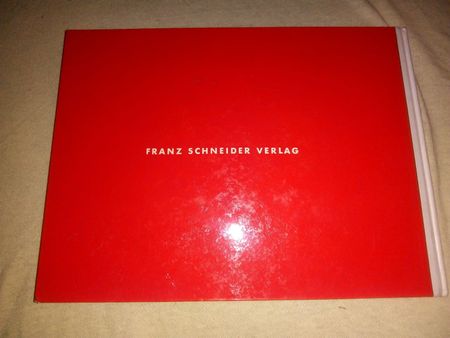 FRANZ SCHNEIDER VERLAG